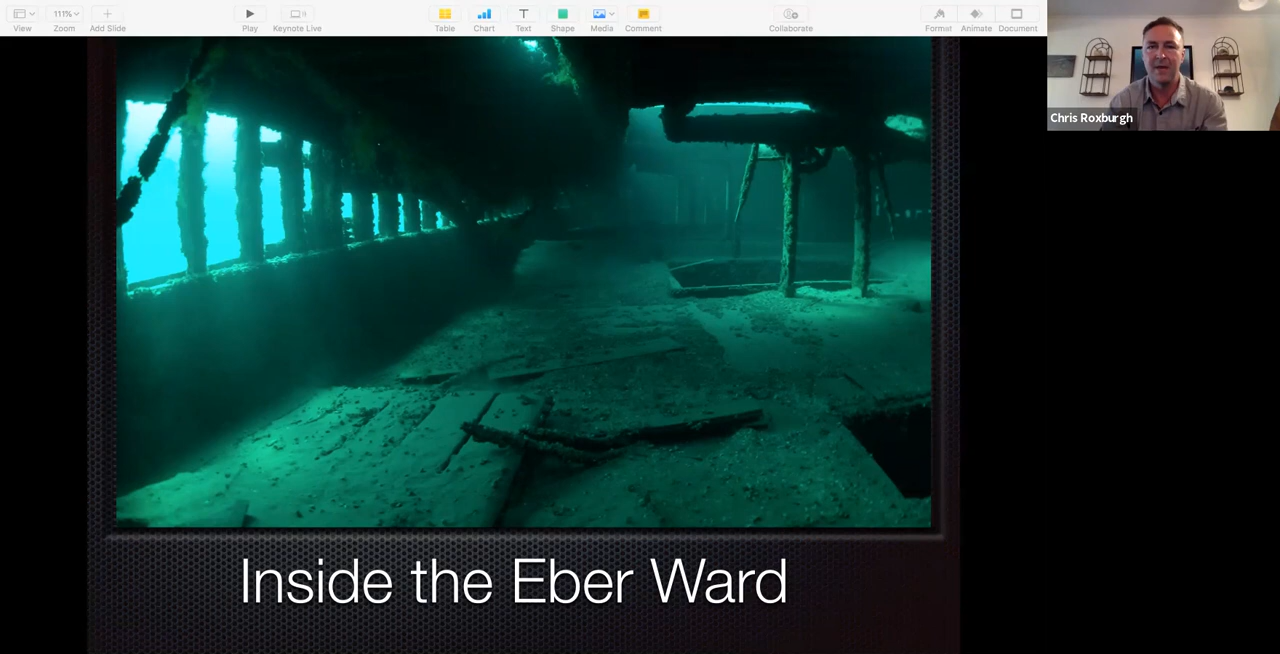 View
111%
Zoom
Add Slide
Play
Keynote Live
Table
Chart
Text
Shape
Media
Comment
Collaborate
Format
Animate
Document
Chris Roxburgh
Inside the Eber Ward